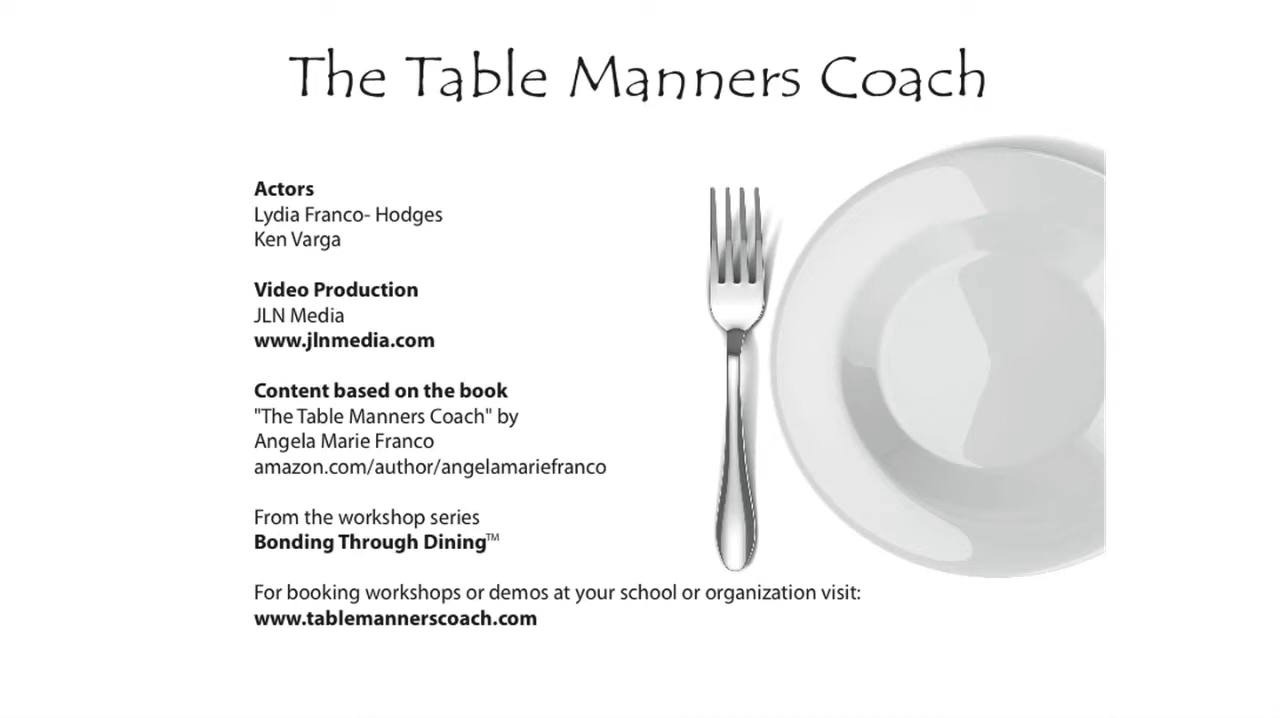 The Table Manners Coach
Actors
Lydia Franco- Hodges
Ken Varga
Video Production
JLN Media
www.jlnmedia.com
Content based on the book
"The Table Manners Coach" by
Angela Marie Franco
amazon.com/author/angelamariefranco
From the workshop series
Bonding Through Dining™
For booking workshops or demos at your school or organization visit:
www.tablemannerscoach.com